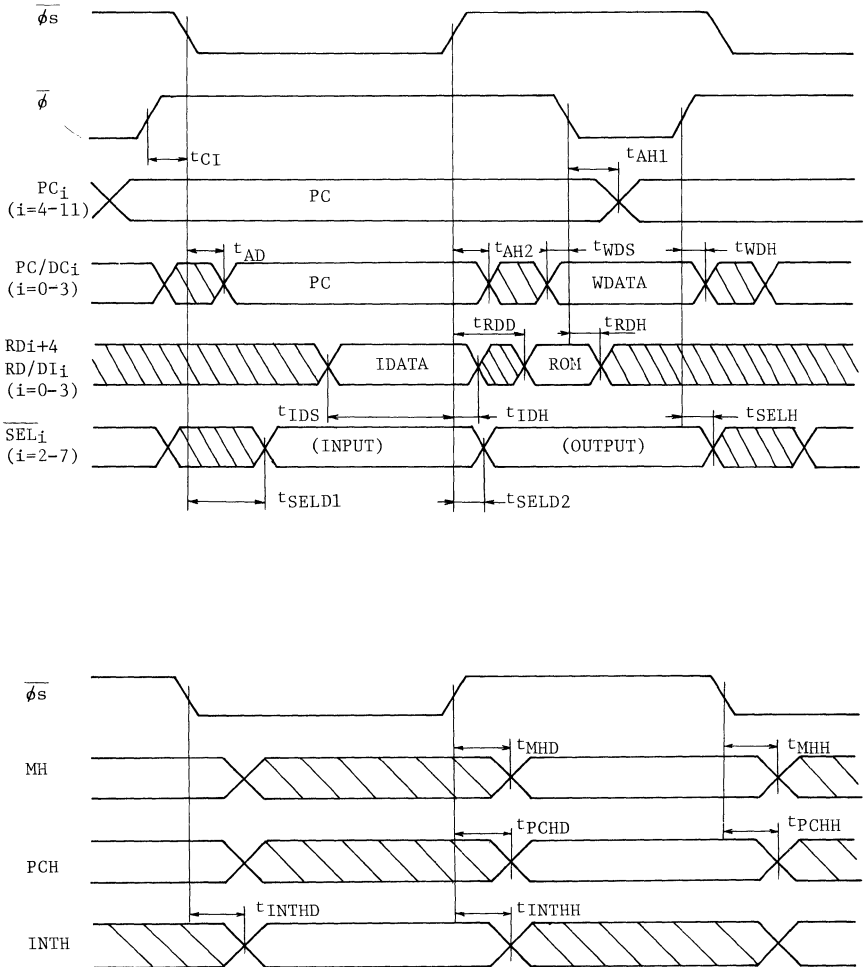 φs
φ
tCI
tAH1
PCi
(i=4-11)
PC
tAD
tAH2
tWDS
tWDH
PC/DCi
(i=0-3)
PC
WDATA
tRDD
tRDH
RDi+4
RD/DIi
(i=0-3)
IDATA
ROM
tIDS
tIDH
tSELH
SELi
(i=2-7)
(INPUT)
(OUTPUT)
tSELD1
tSELD2
φs
tMHD
tMHH
MH
tPCHD
tPCHH
PCH
tINTHD
tINTHH
INTH